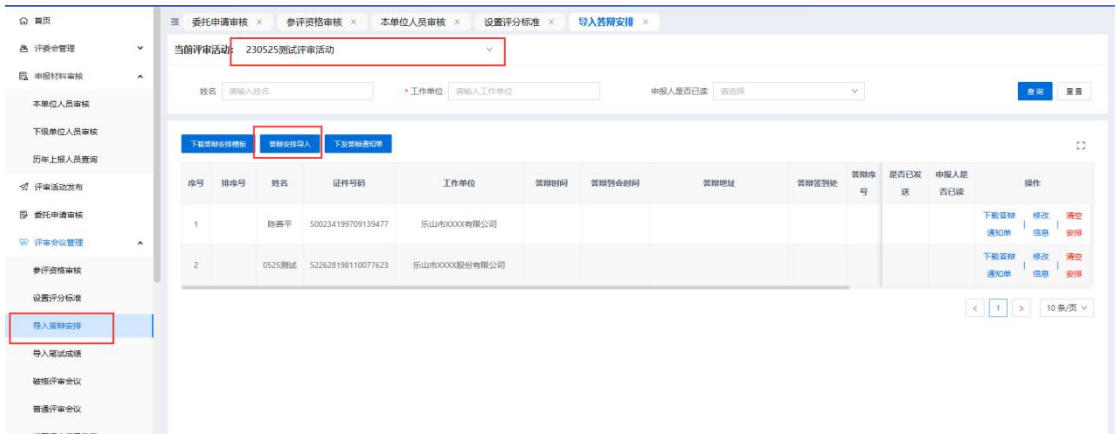 首页
评委会管理
申报材料审核
本单位人员审核
下级单位人员审核
历年上报人员查询
评审活动发布
委托申请审核
评审会议管理
参评资格审核
设置评分标准
导入答辩安排
导入笔试成绩
破格评审会议
普通评审会议
委托申请审核 × 参评资格审核 × 本单位人员审核 × 设置评分标准 × 导入答辩安排 ×
当前评审活动: 230525测试评审活动
姓名 请输入姓名 * 工作单位 请输入工作单位 申报人是否已读 请选择 查询 重置
下载答辩安排模板 答辩安排导入 下发答辩通知单
序号 排序号 姓名 证件号码 工作单位 答辩时间 答辩到会时间 答辩地址 答辩签到处 答辩序号 是否已发送 申报人是否已读 操作
1 陈善平 500234199709139477 乐山市XXXX有限公司 下载答辩通知单 | 修改信息 | 清空安排
2 0525测试 522628198110077623 乐山市XXXX股份有限公司 下载答辩通知单 | 修改信息 | 清空安排
< 1 > 10 条/页